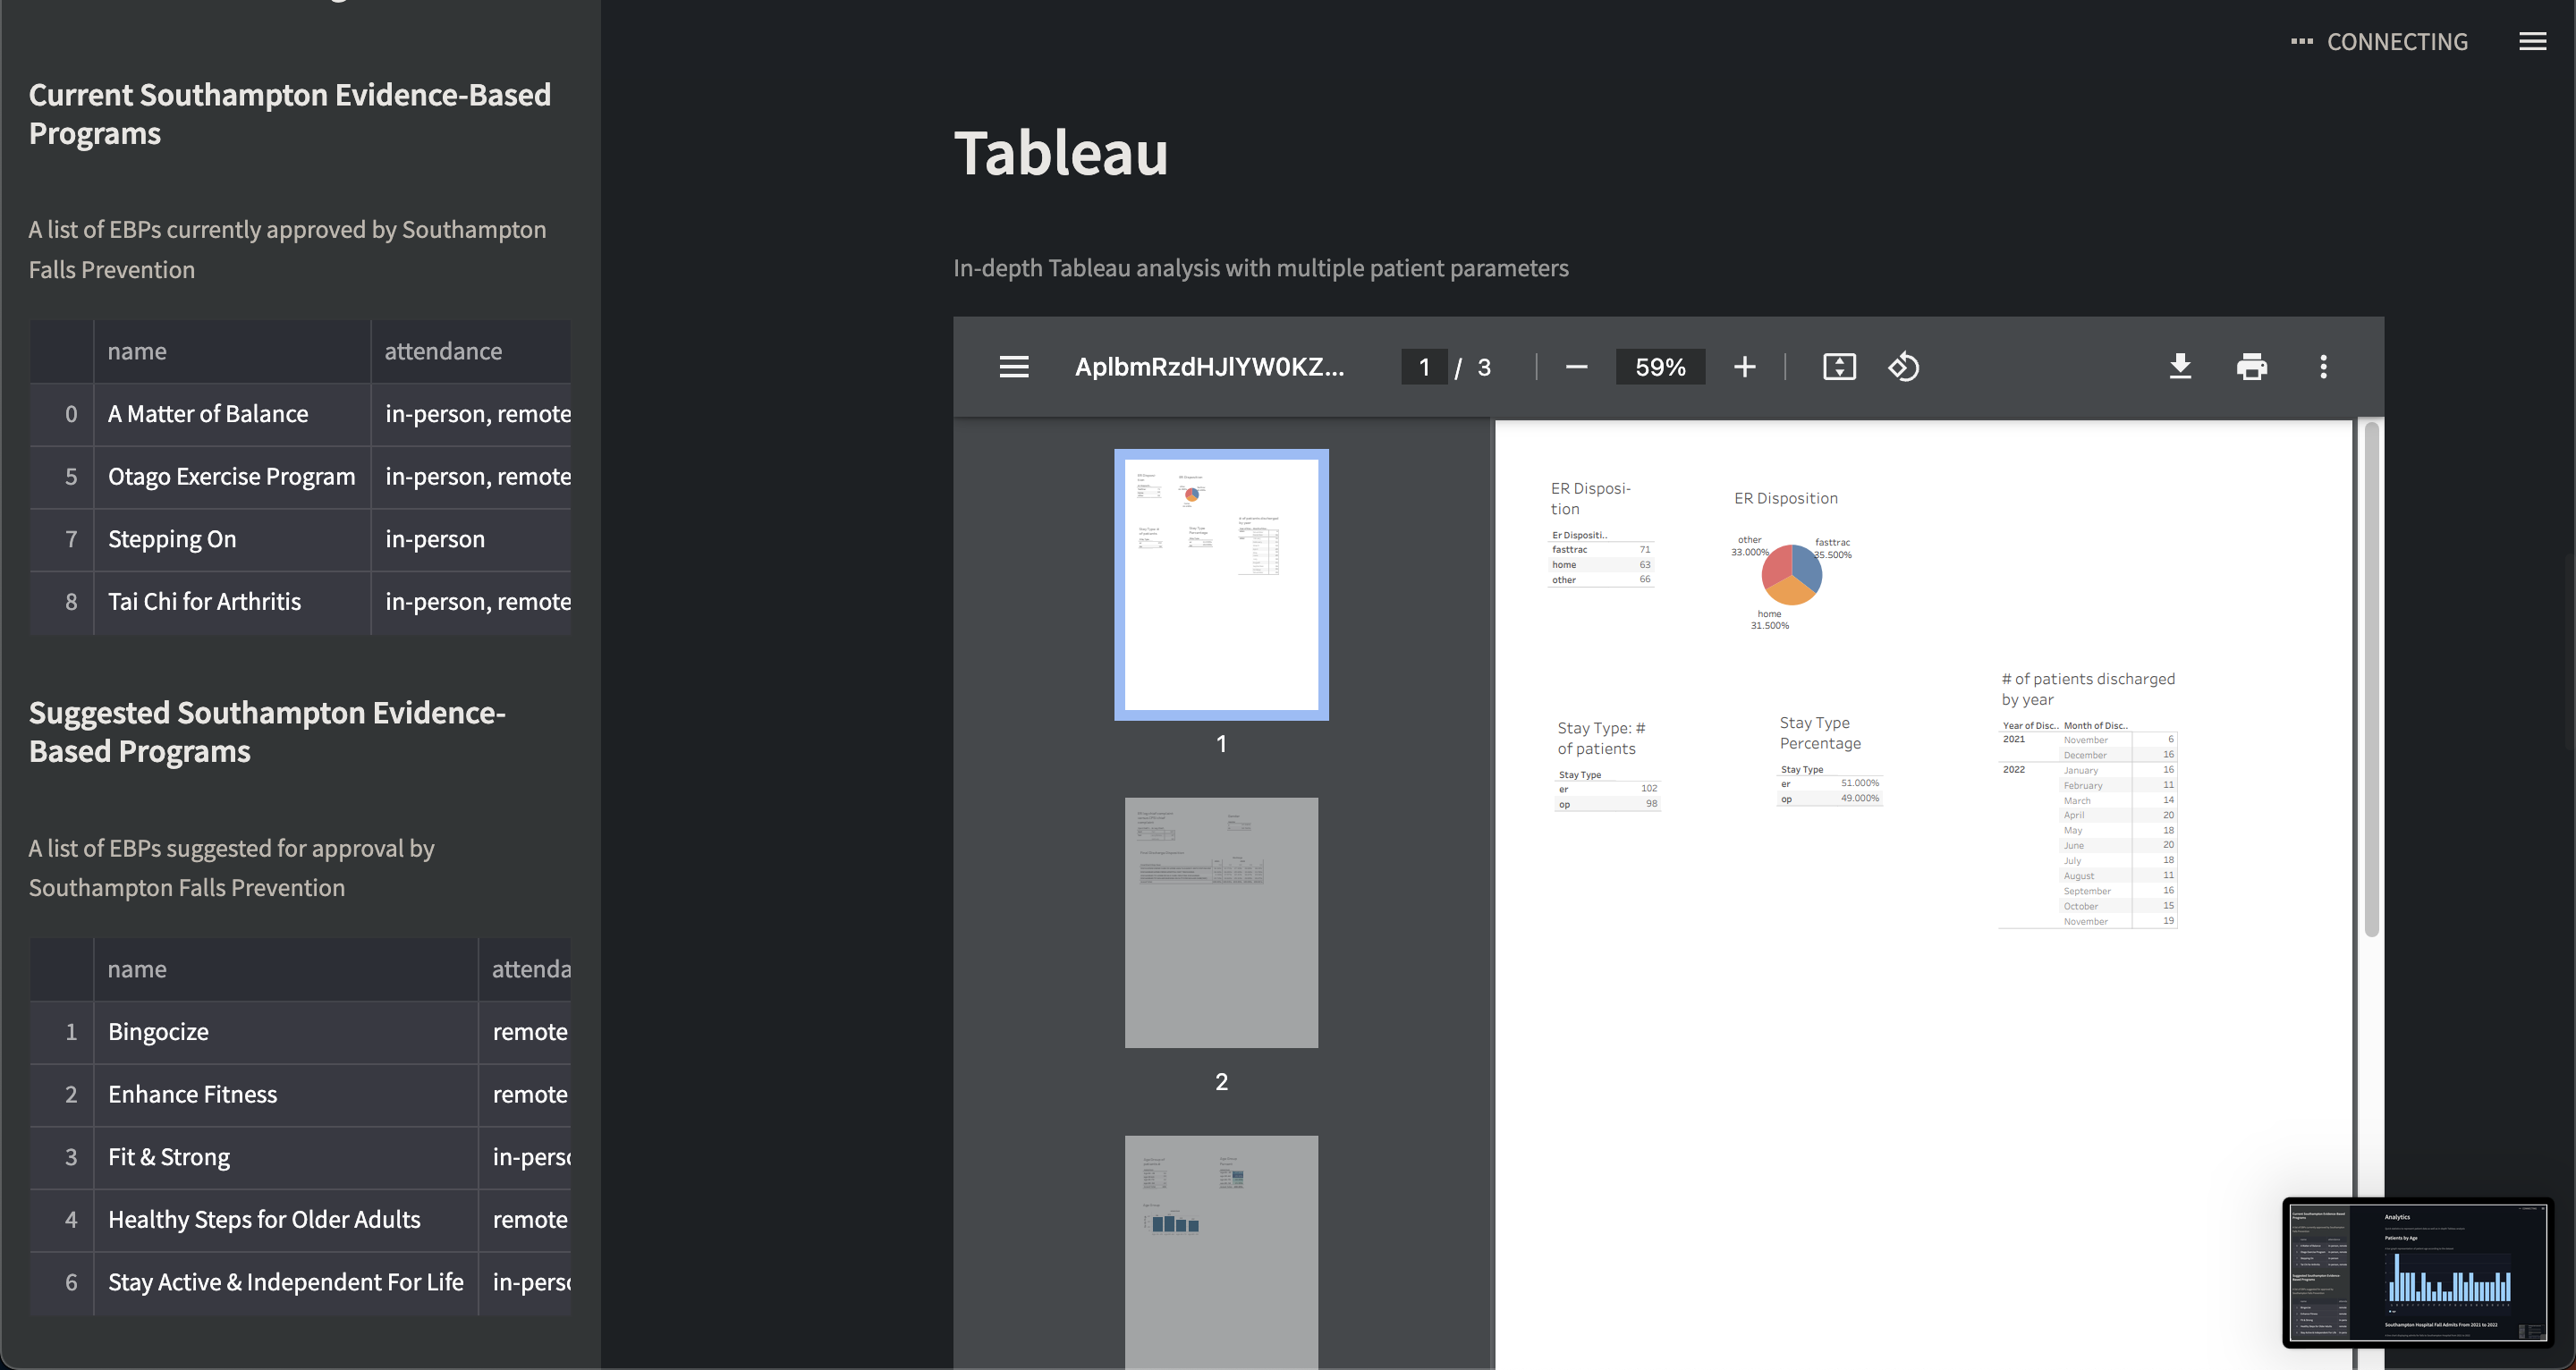 Current Southampton Evidence-Based
Programs
A list of EBPs currently approved by Southampton
Falls Prevention
name attendance
0 A Matter of Balance in-person, remote
5 Otago Exercise Program in-person, remote
7 Stepping On in-person
8 Tai Chi for Arthritis in-person, remote
Suggested Southampton Evidence-
Based Programs
A list of EBPs suggested for approval by
Southampton Falls Prevention
name attenda
1 Bingocize remote
2 Enhance Fitness remote
3 Fit & Strong in-perso
4 Healthy Steps for Older Adults remote
6 Stay Active & Independent For Life in-perso
CONNECTING
Tableau
In-depth Tableau analysis with multiple patient parameters
AplbmRzdHJlYW0KZ... 1 / 3 59%
1
2
ER Disposi-
tion
Er Dispositi..
fasttrac 71
home 63
other 66
ER Disposition
other
33.000%
fasttrac
35.500%
home
31.500%
Stay Type: #
of patients
Stay Type
er 102
op 98
Stay Type
Percentage
Stay Type
er 51.000%
op 49.000%
# of patients discharged
by year
Year of Disc.. Month of Disc..
2021 November 6
December 16
2022 January 16
February 11
March 14
April 20
May 18
June 20
July 18
August 11
September 16
October 15
November 19
Analytics
Patients by Age
Southampton Hospital Fall Admits From 2021 to 2022